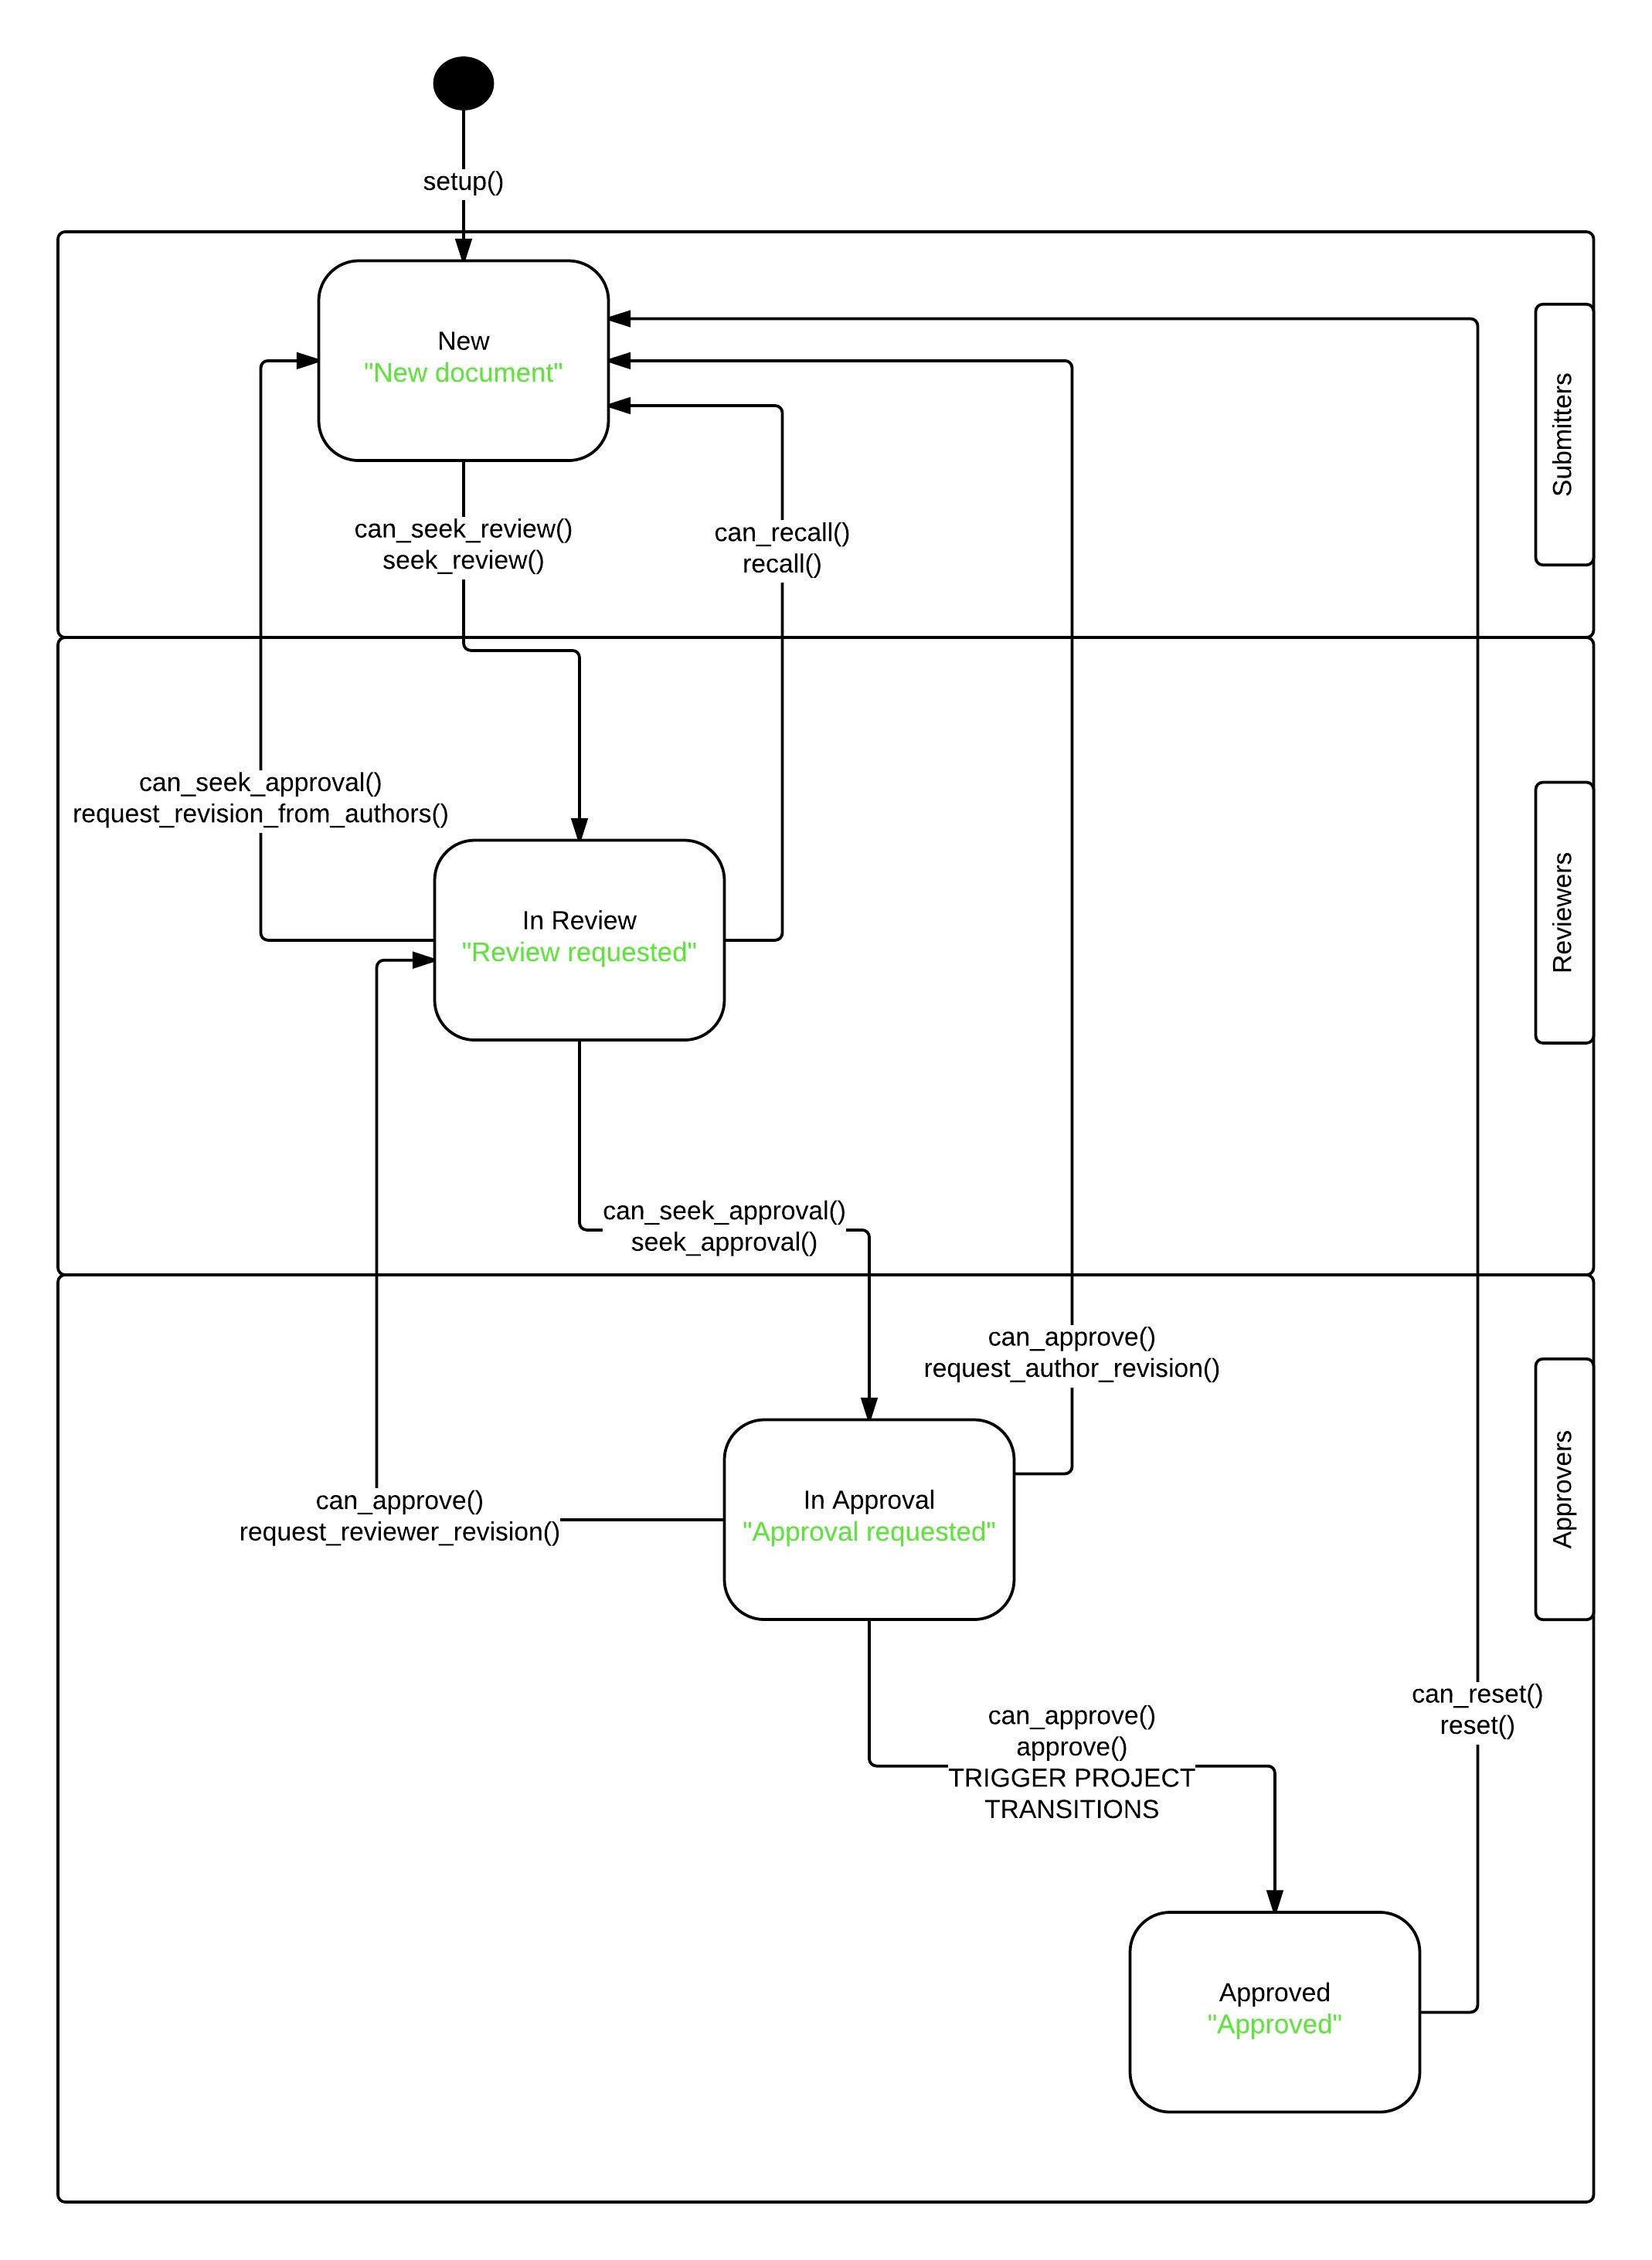 setup()
New
"New document"
Submitters
can_seek_review()
seek_review()
can_recall()
recall()
can_seek_approval()
request_revision_from_authors()
In Review
"Review requested"
Reviewers
can_seek_approval()
seek_approval()
can_approve()
request_author_revision()
can_approve()
request_reviewer_revision()
In Approval
"Approval requested"
Approvers
can_reset()
reset()
can_approve()
approve()
TRIGGER PROJECT
TRANSITIONS
Approved
"Approved"